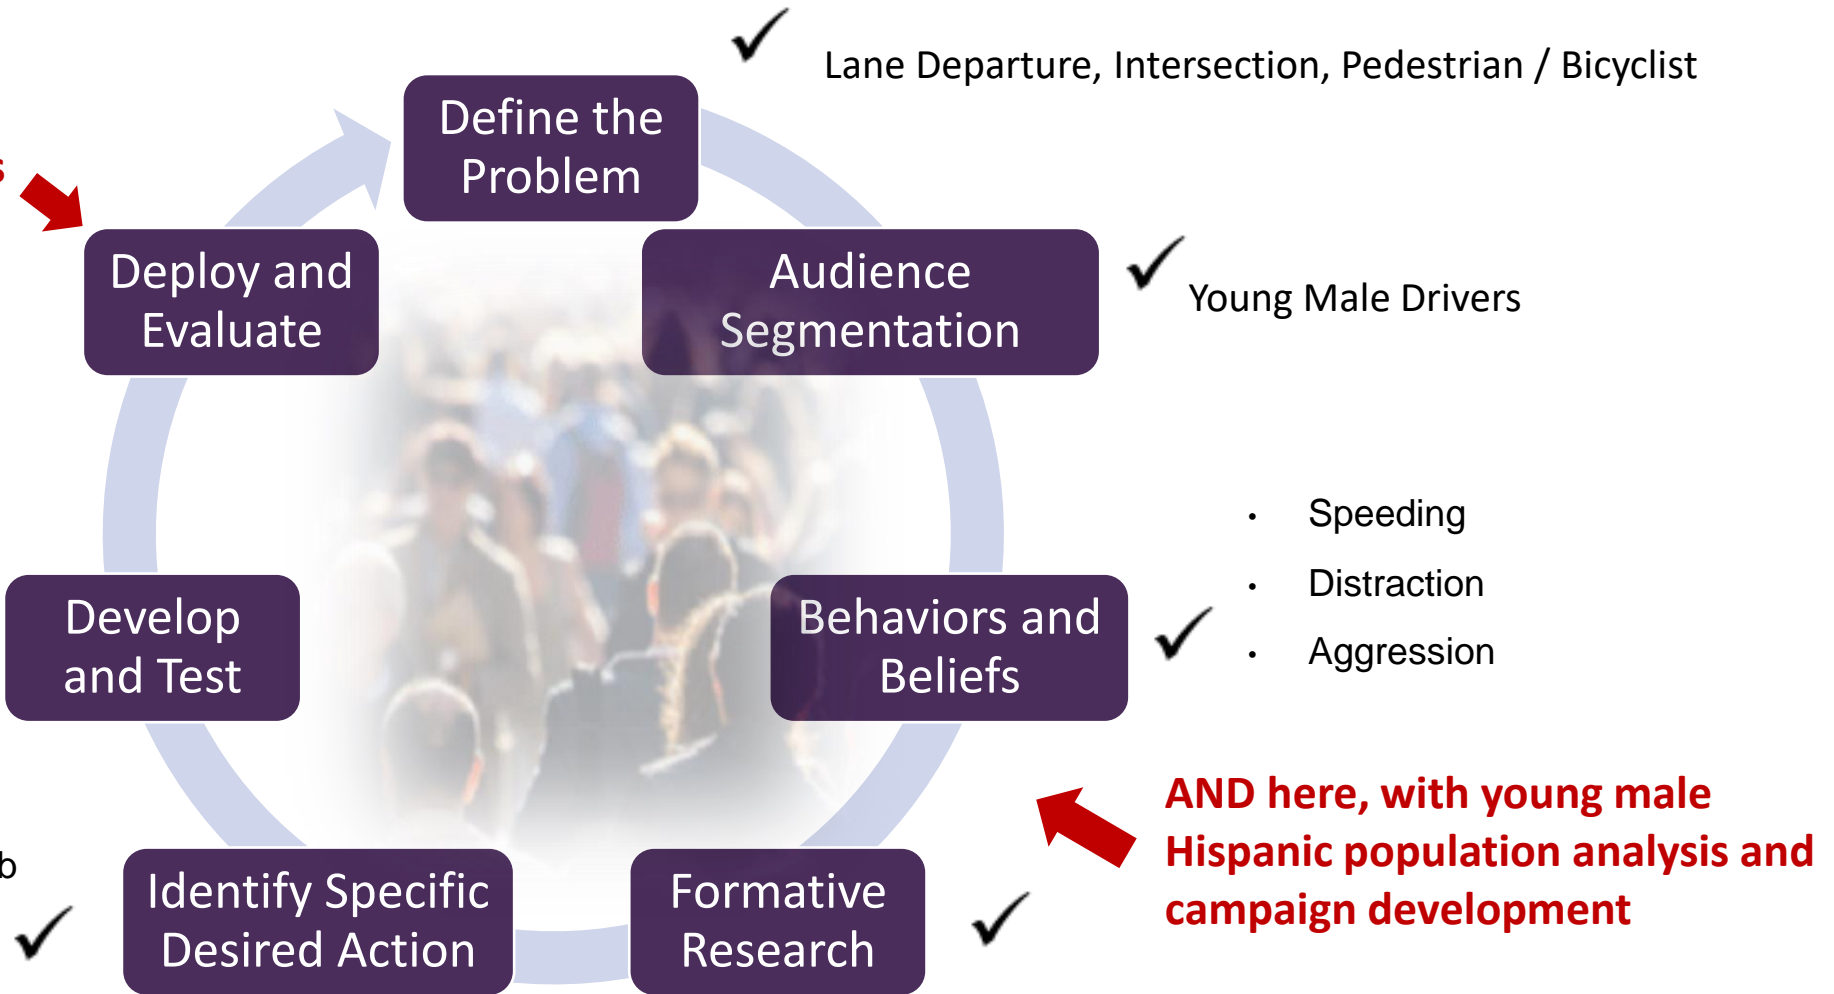 Lane Departure, Intersection, Pedestrian / Bicyclist
Define the
Problem
s
Deploy and
Evaluate
Audience
Segmentation
Young Male Drivers
• Speeding
• Distraction
• Aggression
Develop
and Test
Behaviors and
Beliefs
AND here, with young male
Hispanic population analysis and
campaign development
b
Identify Specific
Desired Action
Formative
Research